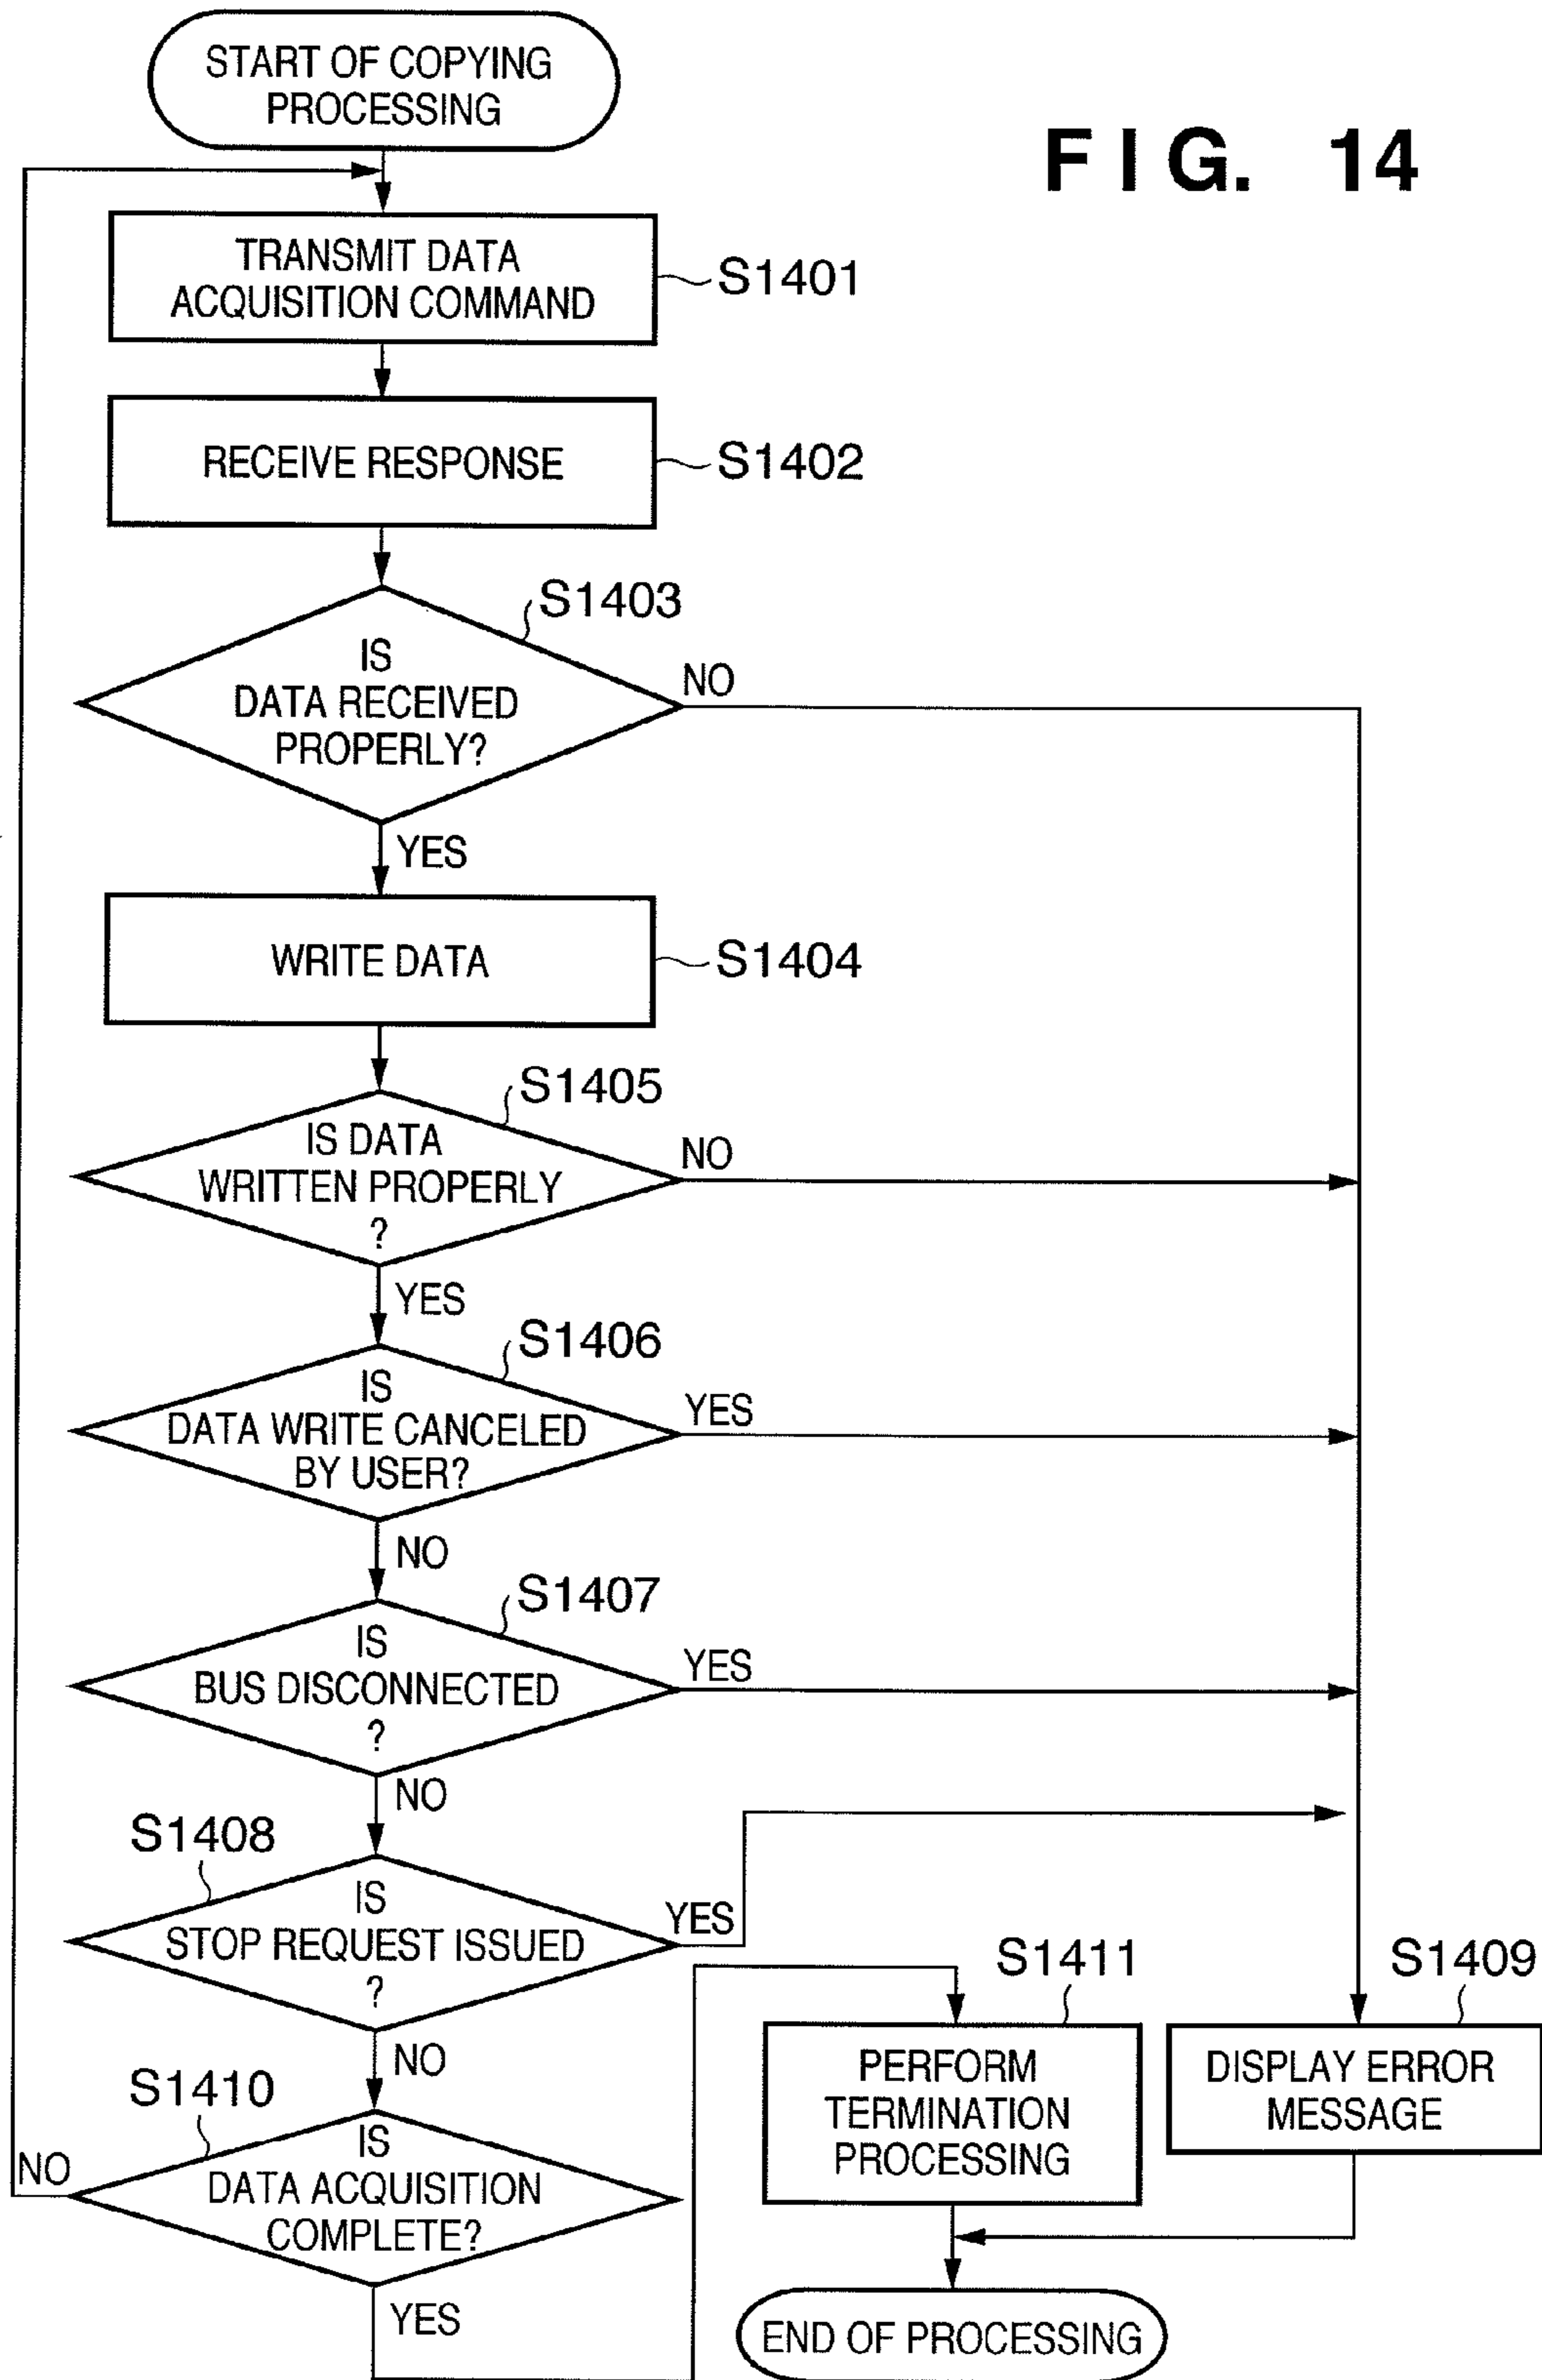 START OF COPYING
PROCESSING
FIG. 14
TRANSMIT DATA
ACQUISITION COMMAND
S1401
RECEIVE RESPONSE
S1402
S1403
IS
DATA RECEIVED
PROPERLY?
NO
YES
WRITE DATA
S1404
S1405
IS DATA
WRITTEN PROPERLY
?
NO
YES
S1406
IS
DATA WRITE CANCELED
BY USER?
YES
NO
S1407
IS
BUS DISCONNECTED
?
YES
NO
S1408
IS
STOP REQUEST ISSUED
?
YES
NO
S1411
PERFORM
TERMINATION
PROCESSING
S1409
DISPLAY ERROR
MESSAGE
S1410
IS
DATA ACQUISITION
COMPLETE?
NO
YES
END OF PROCESSING